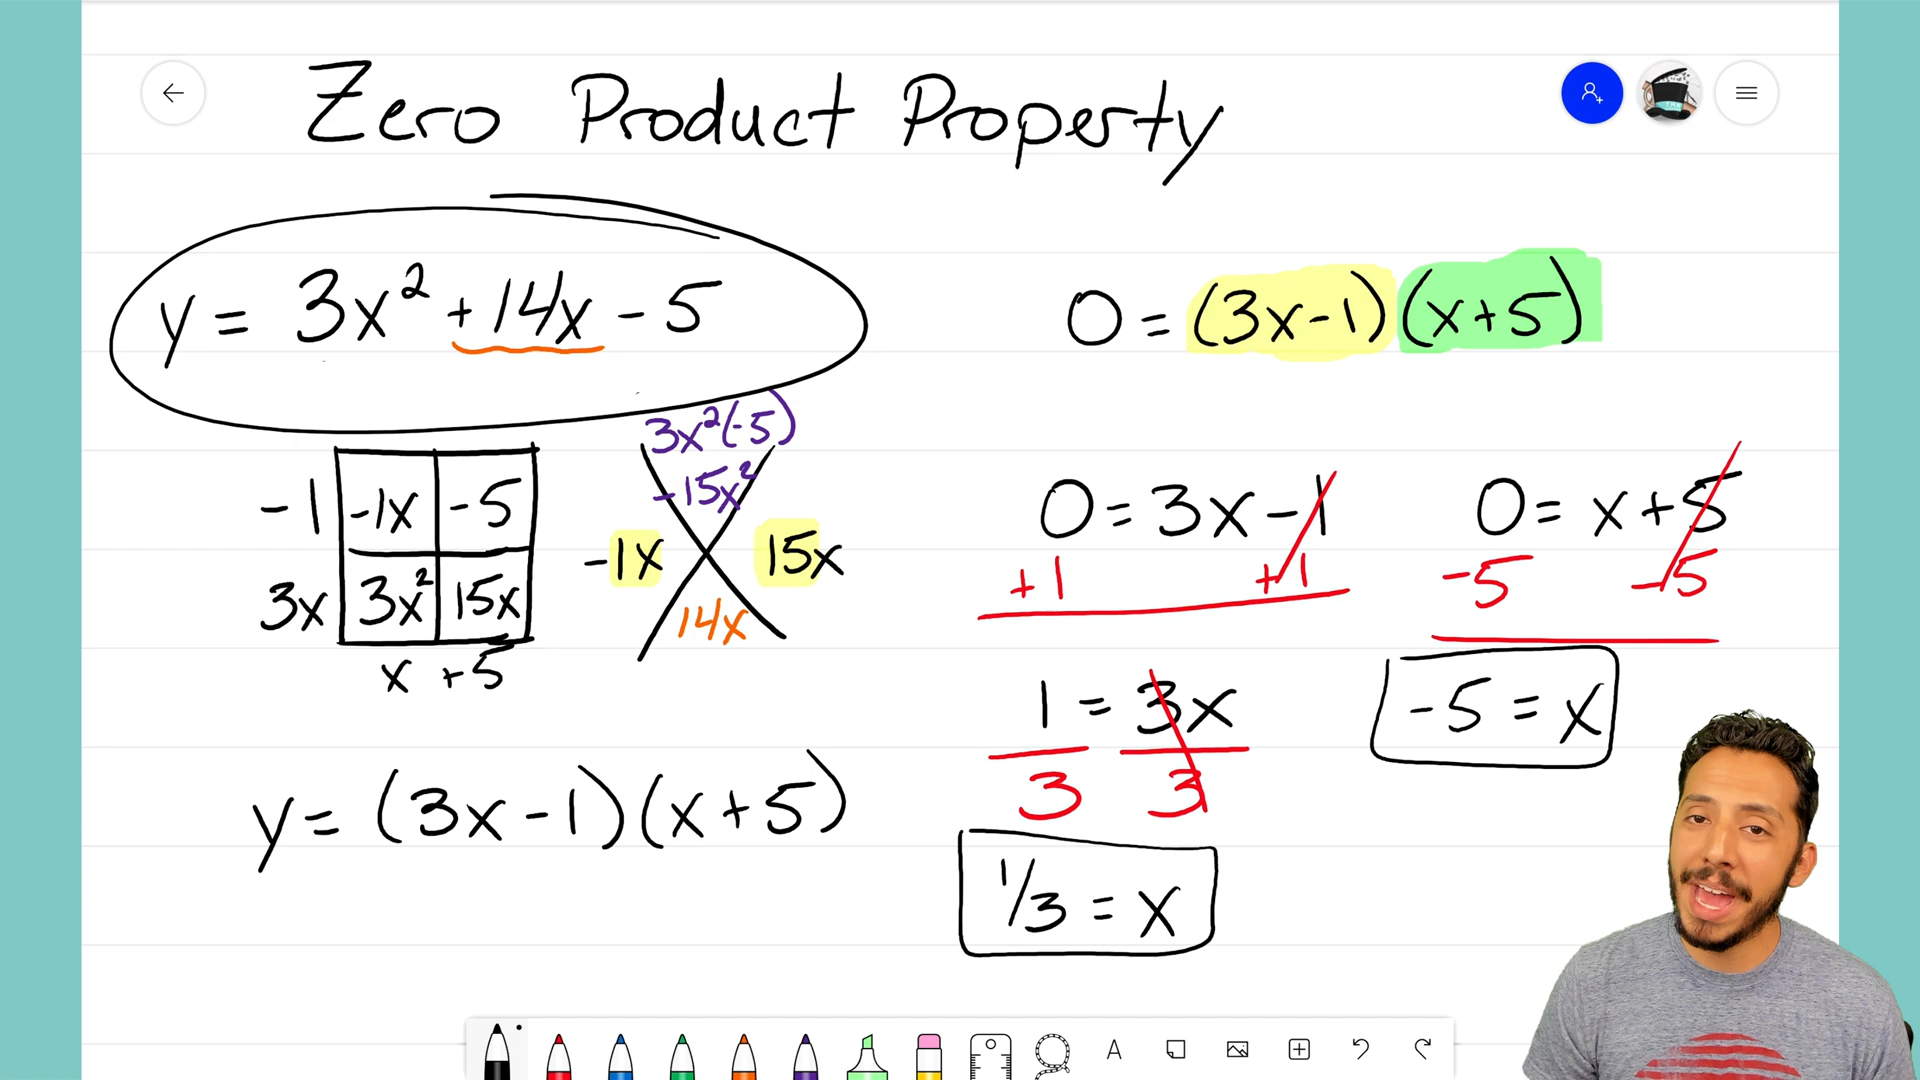 Zero Product Property
y = 3x² + 14x - 5
3x²(-5)
-15x²
-1x 15x
14x
-1 -1x -5
3x 3x² 15x
x +5
y = (3x-1)(x+5)
0 = (3x-1)(x+5)
0 = 3x-1
+1 +1
1 = 3x
3 3
1/3 = x
0 = x+5
-5 -5
-5 = x
A